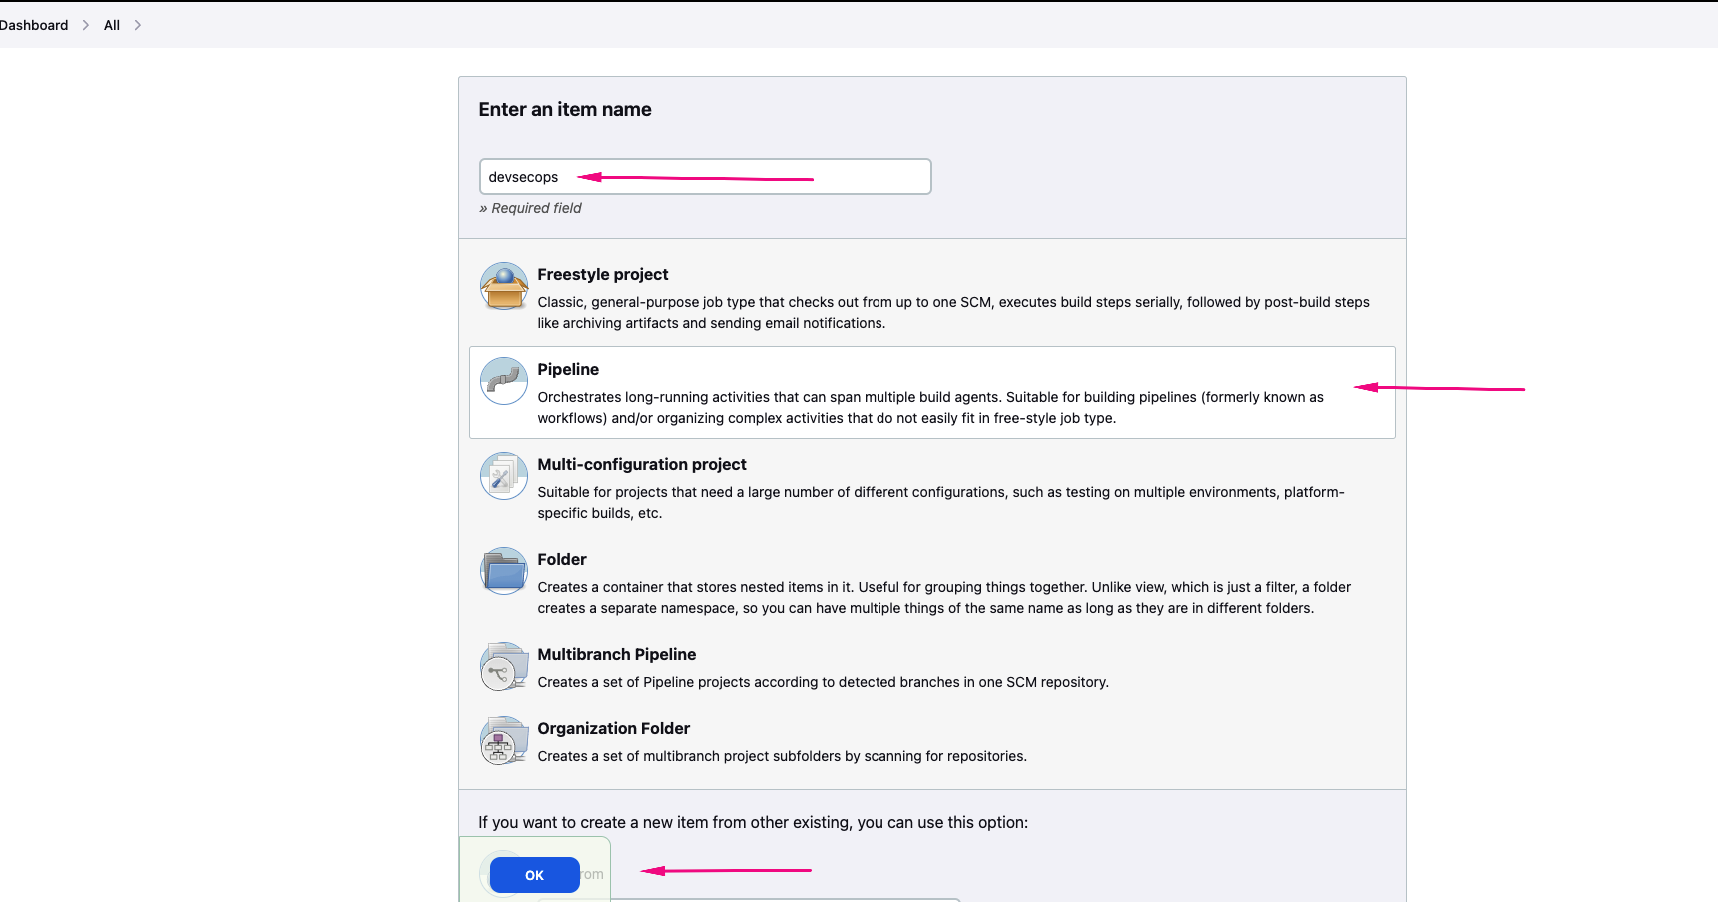 Dashboard > All >
Enter an item name
devsecops
» Required field
Freestyle project
Classic, general-purpose job type that checks out from up to one SCM, executes build steps serially, followed by post-build steps
like archiving artifacts and sending email notifications.
Pipeline
Orchestrates long-running activities that can span multiple build agents. Suitable for building pipelines (formerly known as
workflows) and/or organizing complex activities that do not easily fit in free-style job type.
Multi-configuration project
Suitable for projects that need a large number of different configurations, such as testing on multiple environments, platform-
specific builds, etc.
Folder
Creates a container that stores nested items in it. Useful for grouping things together. Unlike view, which is just a filter, a folder
creates a separate namespace, so you can have multiple things of the same name as long as they are in different folders.
Multibranch Pipeline
Creates a set of Pipeline projects according to detected branches in one SCM repository.
Organization Folder
Creates a set of multibranch project subfolders by scanning for repositories.
If you want to create a new item from other existing, you can use this option:
OK